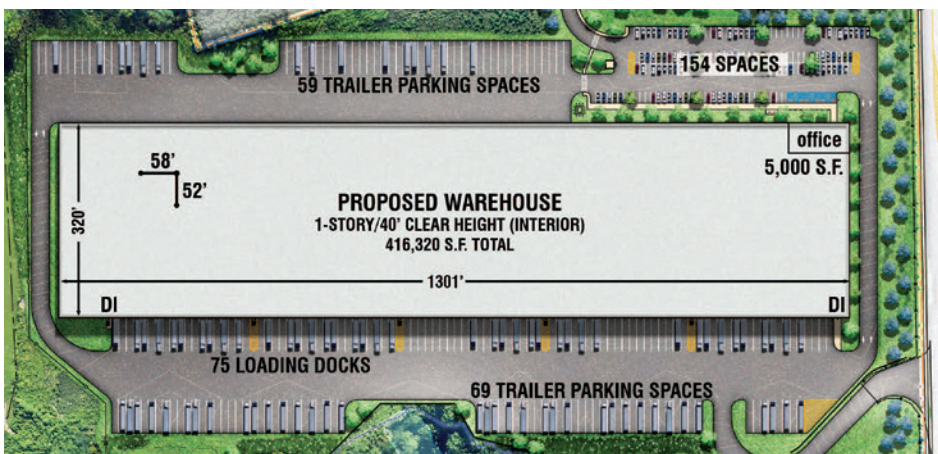 154 SPACES
59 TRAILER PARKING SPACES
office
5,000 S.F.
58'
52'
320'
PROPOSED WAREHOUSE
1-STORY/40' CLEAR HEIGHT (INTERIOR)
416,320 S.F. TOTAL
1301'
DI
DI
75 LOADING DOCKS
69 TRAILER PARKING SPACES